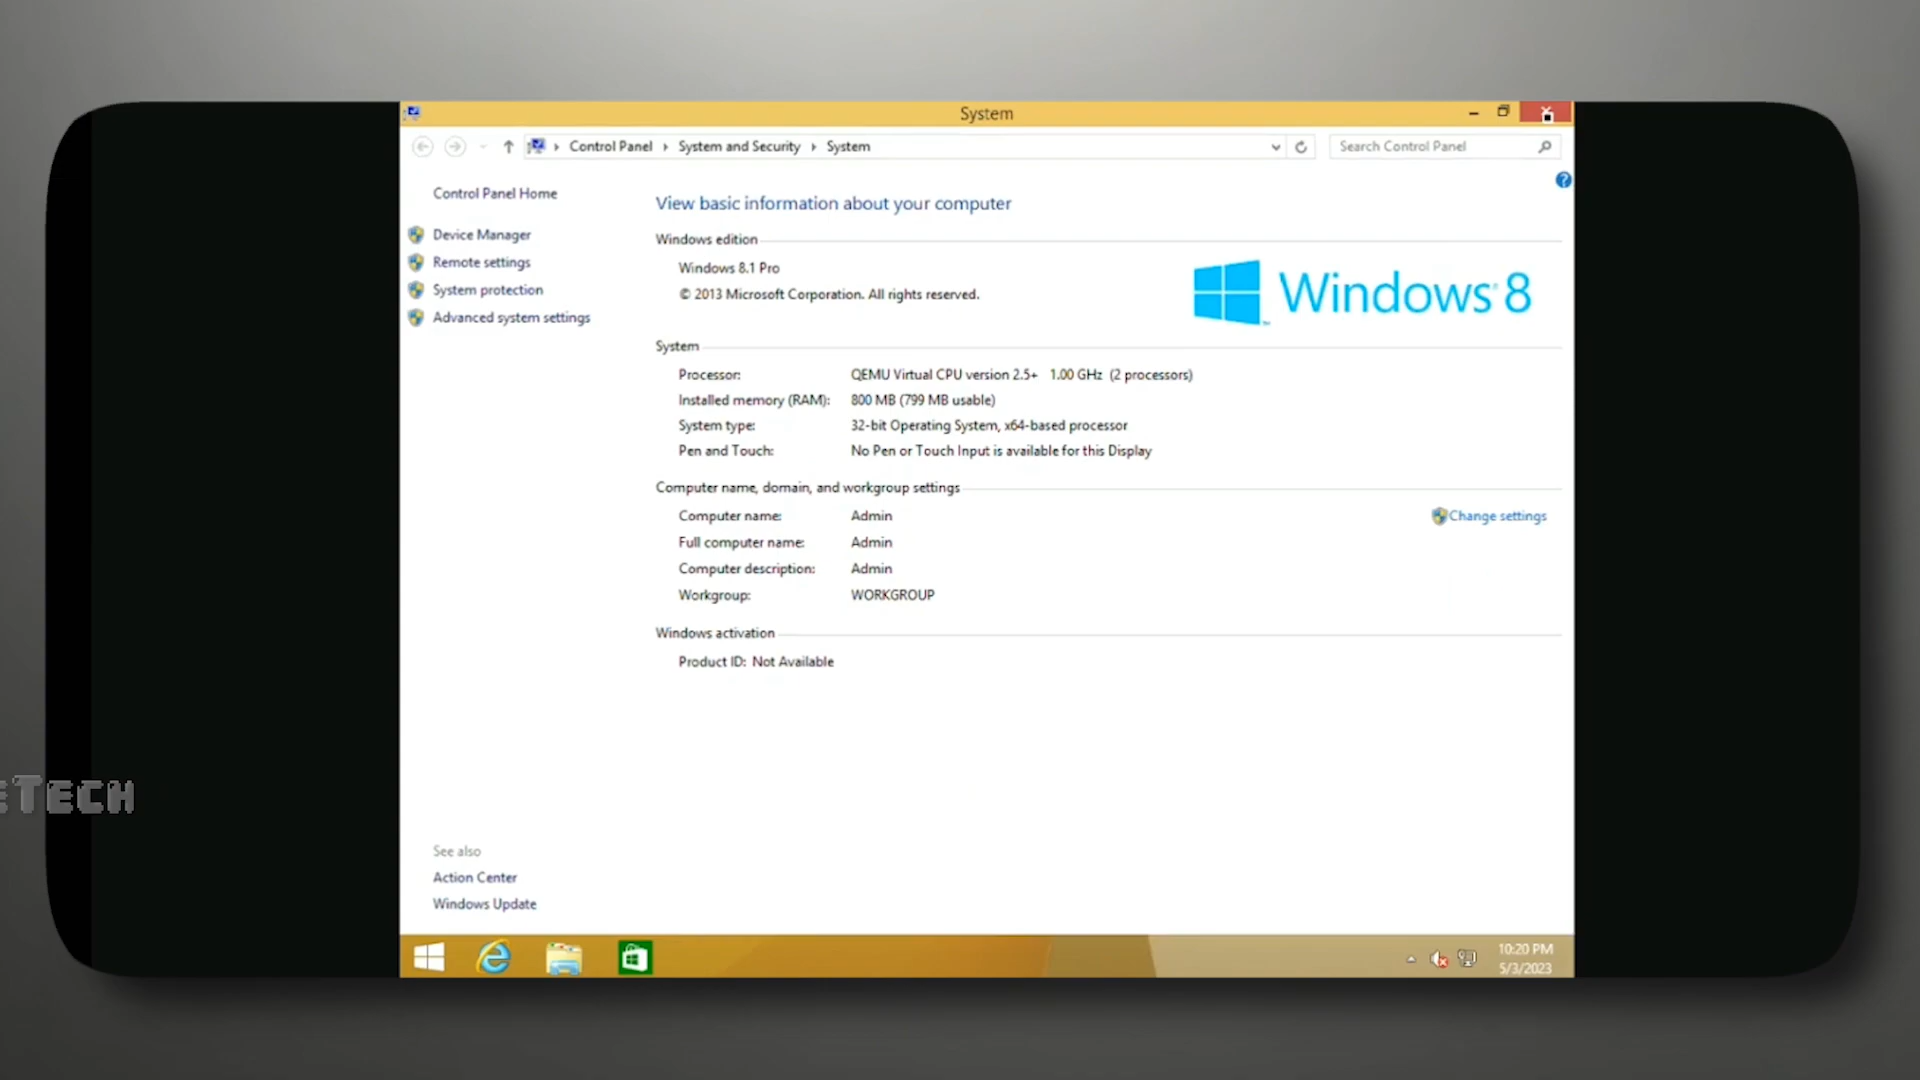 System
Control Panel
System and Security
System
Search Control Panel
Control Panel Home
Device Manager
Remote settings
System protection
Advanced system settings
View basic information about your computer
Windows edition
Windows 8.1 Pro
© 2013 Microsoft Corporation. All rights reserved.
Windows 8
System
Processor: QEMU Virtual CPU version 2.5+ 1.00 GHz (2 processors)
Installed memory (RAM): 800 MB (799 MB usable)
System type: 32-bit Operating System, x64-based processor
Pen and Touch: No Pen or Touch Input is available for this Display
Computer name, domain, and workgroup settings
Computer name: Admin
Change settings
Full computer name: Admin
Computer description: Admin
Workgroup: WORKGROUP
Windows activation
Product ID: Not Available
eTech
See also
Action Center
Windows Update
10:20 PM
5/3/2023